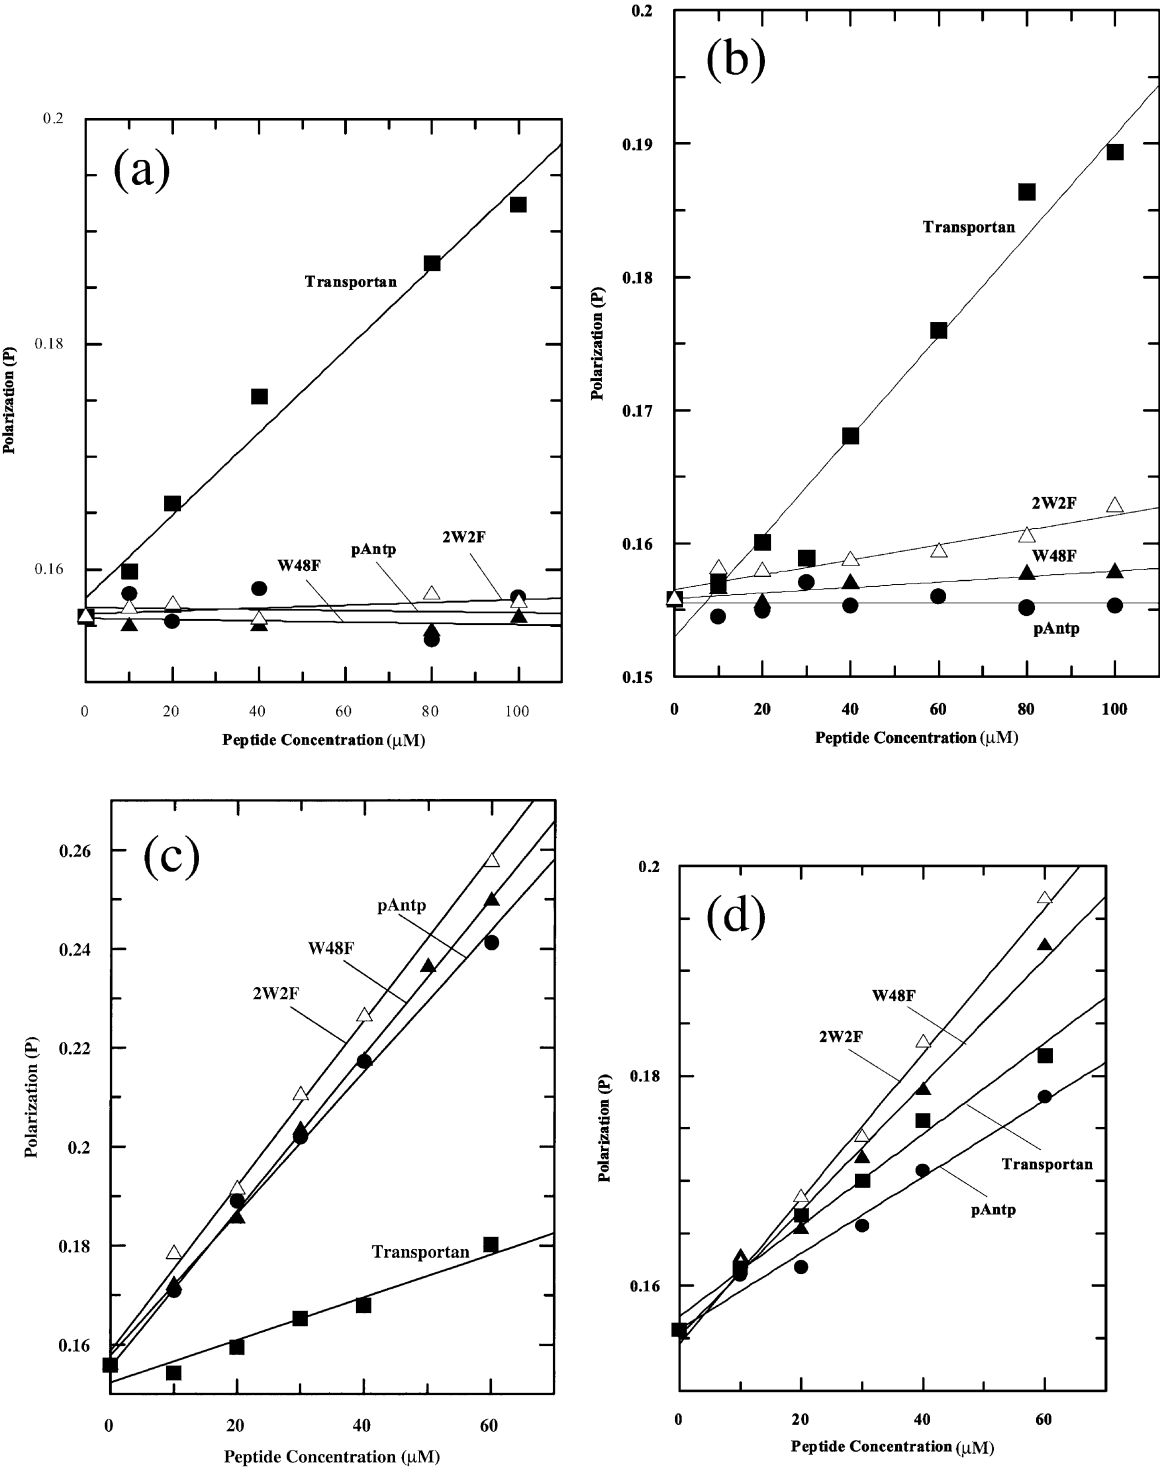 (a)
0.2
0.18
0.16
Polarization (P)
Transportan
W48F
pAntp
2W2F
0
20
40
60
80
100
Peptide Concentration (μM)
(b)
0.2
0.19
0.18
0.17
0.16
0.15
Polarization (P)
Transportan
2W2F
W48F
pAntp
0
20
40
60
80
100
Peptide Concentration (μM)
(c)
0.26
0.24
0.22
0.2
0.18
0.16
Polarization (P)
pAntp
W48F
2W2F
Transportan
0
20
40
60
Peptide Concentration (μM)
(d)
0.2
0.18
0.16
Polarization (P)
W48F
2W2F
Transportan
pAntp
0
20
40
60
Peptide Concentration (μM)